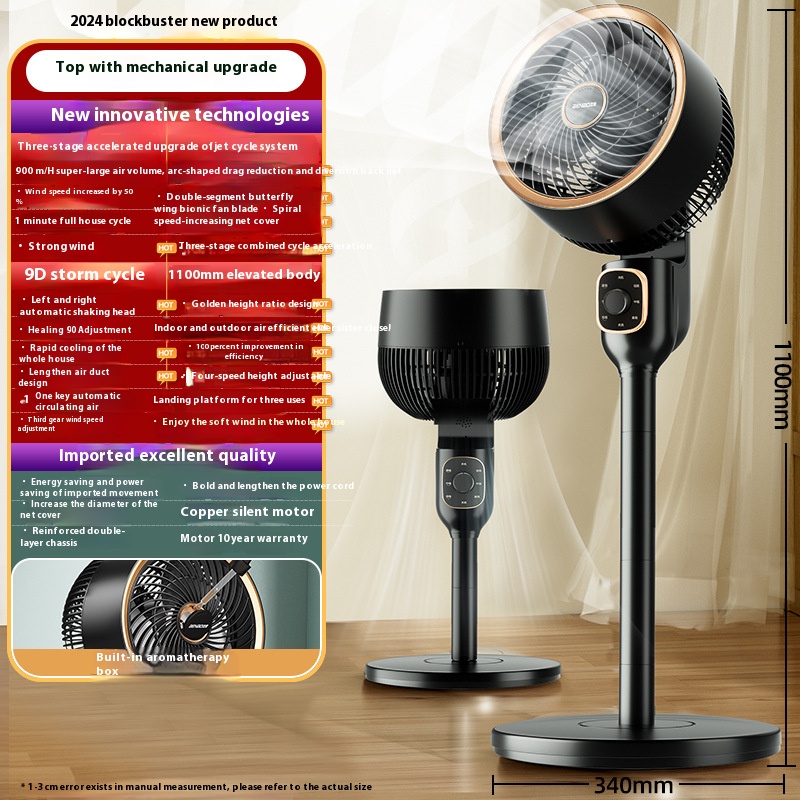 2024 blockbuster new product
Top with mechanical upgrade
New innovative technologies
Three-stage accelerated upgrade of jet cycle system
900 m/H super-large air volume, arc-shaped drag reduction and diversion back net
• Wind speed increased by 50
%
1 minute full house cycle
• Double-segment butterfly
wing bionic fan blade • Spiral
speed-increasing net cover
HOT
HOT
HOT
• Strong wind
HOT
Three-stage combined cycle acceleration
9D storm cycle
1100mm elevated body
• Left and right
automatic shaking head
HOT
• Golden height ratio design
HOT
• Healing 90 Adjustment
Indoor and outdoor air efficient
• Rapid cooling of the
whole house
HOT
• 100 percent improvement in
efficiency
HOT
• Lengthen air duct
design
HOT
Four-speed height adjustable
One key automatic
circulating air
Landing platform for three uses
HOT
• Third gear wind speed
adjustment
• Enjoy the soft wind in the whole house
HOT
Imported excellent quality
• Energy saving and power
saving of imported movement
• Bold and lengthen the power cord
• Increase the diameter of the
net cover
Copper silent motor
• Reinforced double-
layer chassis
Motor 10 year warranty
Built-in aromatherapy
box
1100mm
340mm
* 1-3 cm error exists in manual measurement, please refer to the actual size